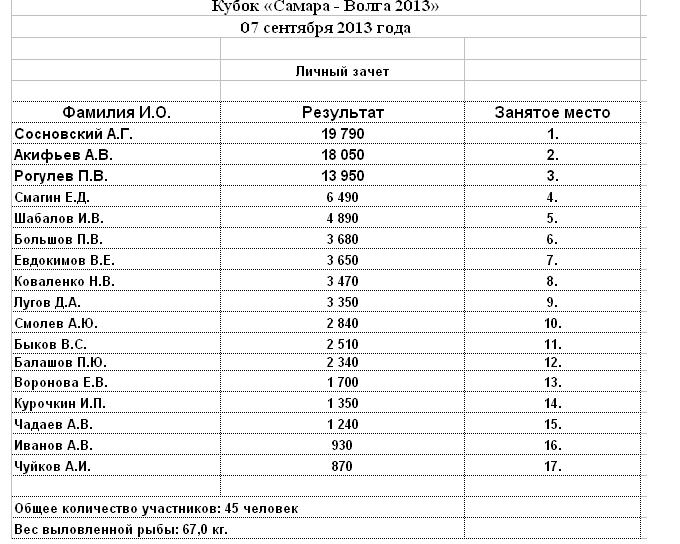 Кубок «Самара - Волга 2013»
07 сентября 2013 года
Личный зачет
Фамилия И.О. Результат Занятое место
Сосновский А.Г. 19 790 1.
Акифьев А.В. 18 050 2.
Рогулев П.В. 13 950 3.
Смагин Е.Д. 6 490 4.
Шабалов И.В. 4 890 5.
Большов П.В. 3 680 6.
Евдокимов В.Е. 3 650 7.
Коваленко Н.В. 3 470 8.
Лугов Д.А. 3 350 9.
Смолев А.Ю. 2 840 10.
Быков В.С. 2 510 11.
Балашов П.Ю. 2 340 12.
Воронова Е.В. 1 700 13.
Курочкин И.П. 1 350 14.
Чадаев А.В. 1 240 15.
Иванов А.В. 930 16.
Чуйков А.И. 870 17.
Общее количество участников: 45 человек
Вес выловленной рыбы: 67,0 кг.